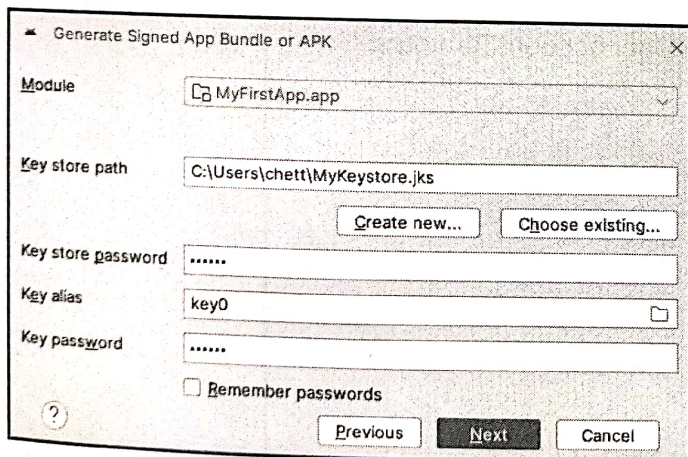 Generate Signed App Bundle or APK
Module
MyFirstApp.app
Key store path
C:\Users\chett\MyKeystore.jks
Create new...
Choose existing...
Key store password
••••••
Key alias
key0
Key password
••••••
Remember passwords
?
Previous
Next
Cancel